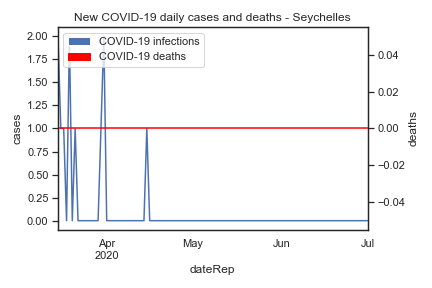 New COVID-19 daily cases and deaths - Seychelles
COVID-19 infections
COVID-19 deaths
2.00
1.75
1.50
1.25
1.00
0.75
0.50
0.25
0.00
cases
0.04
0.02
0.00
−0.02
−0.04
deaths
Apr
2020
May
Jun
Jul
dateRep